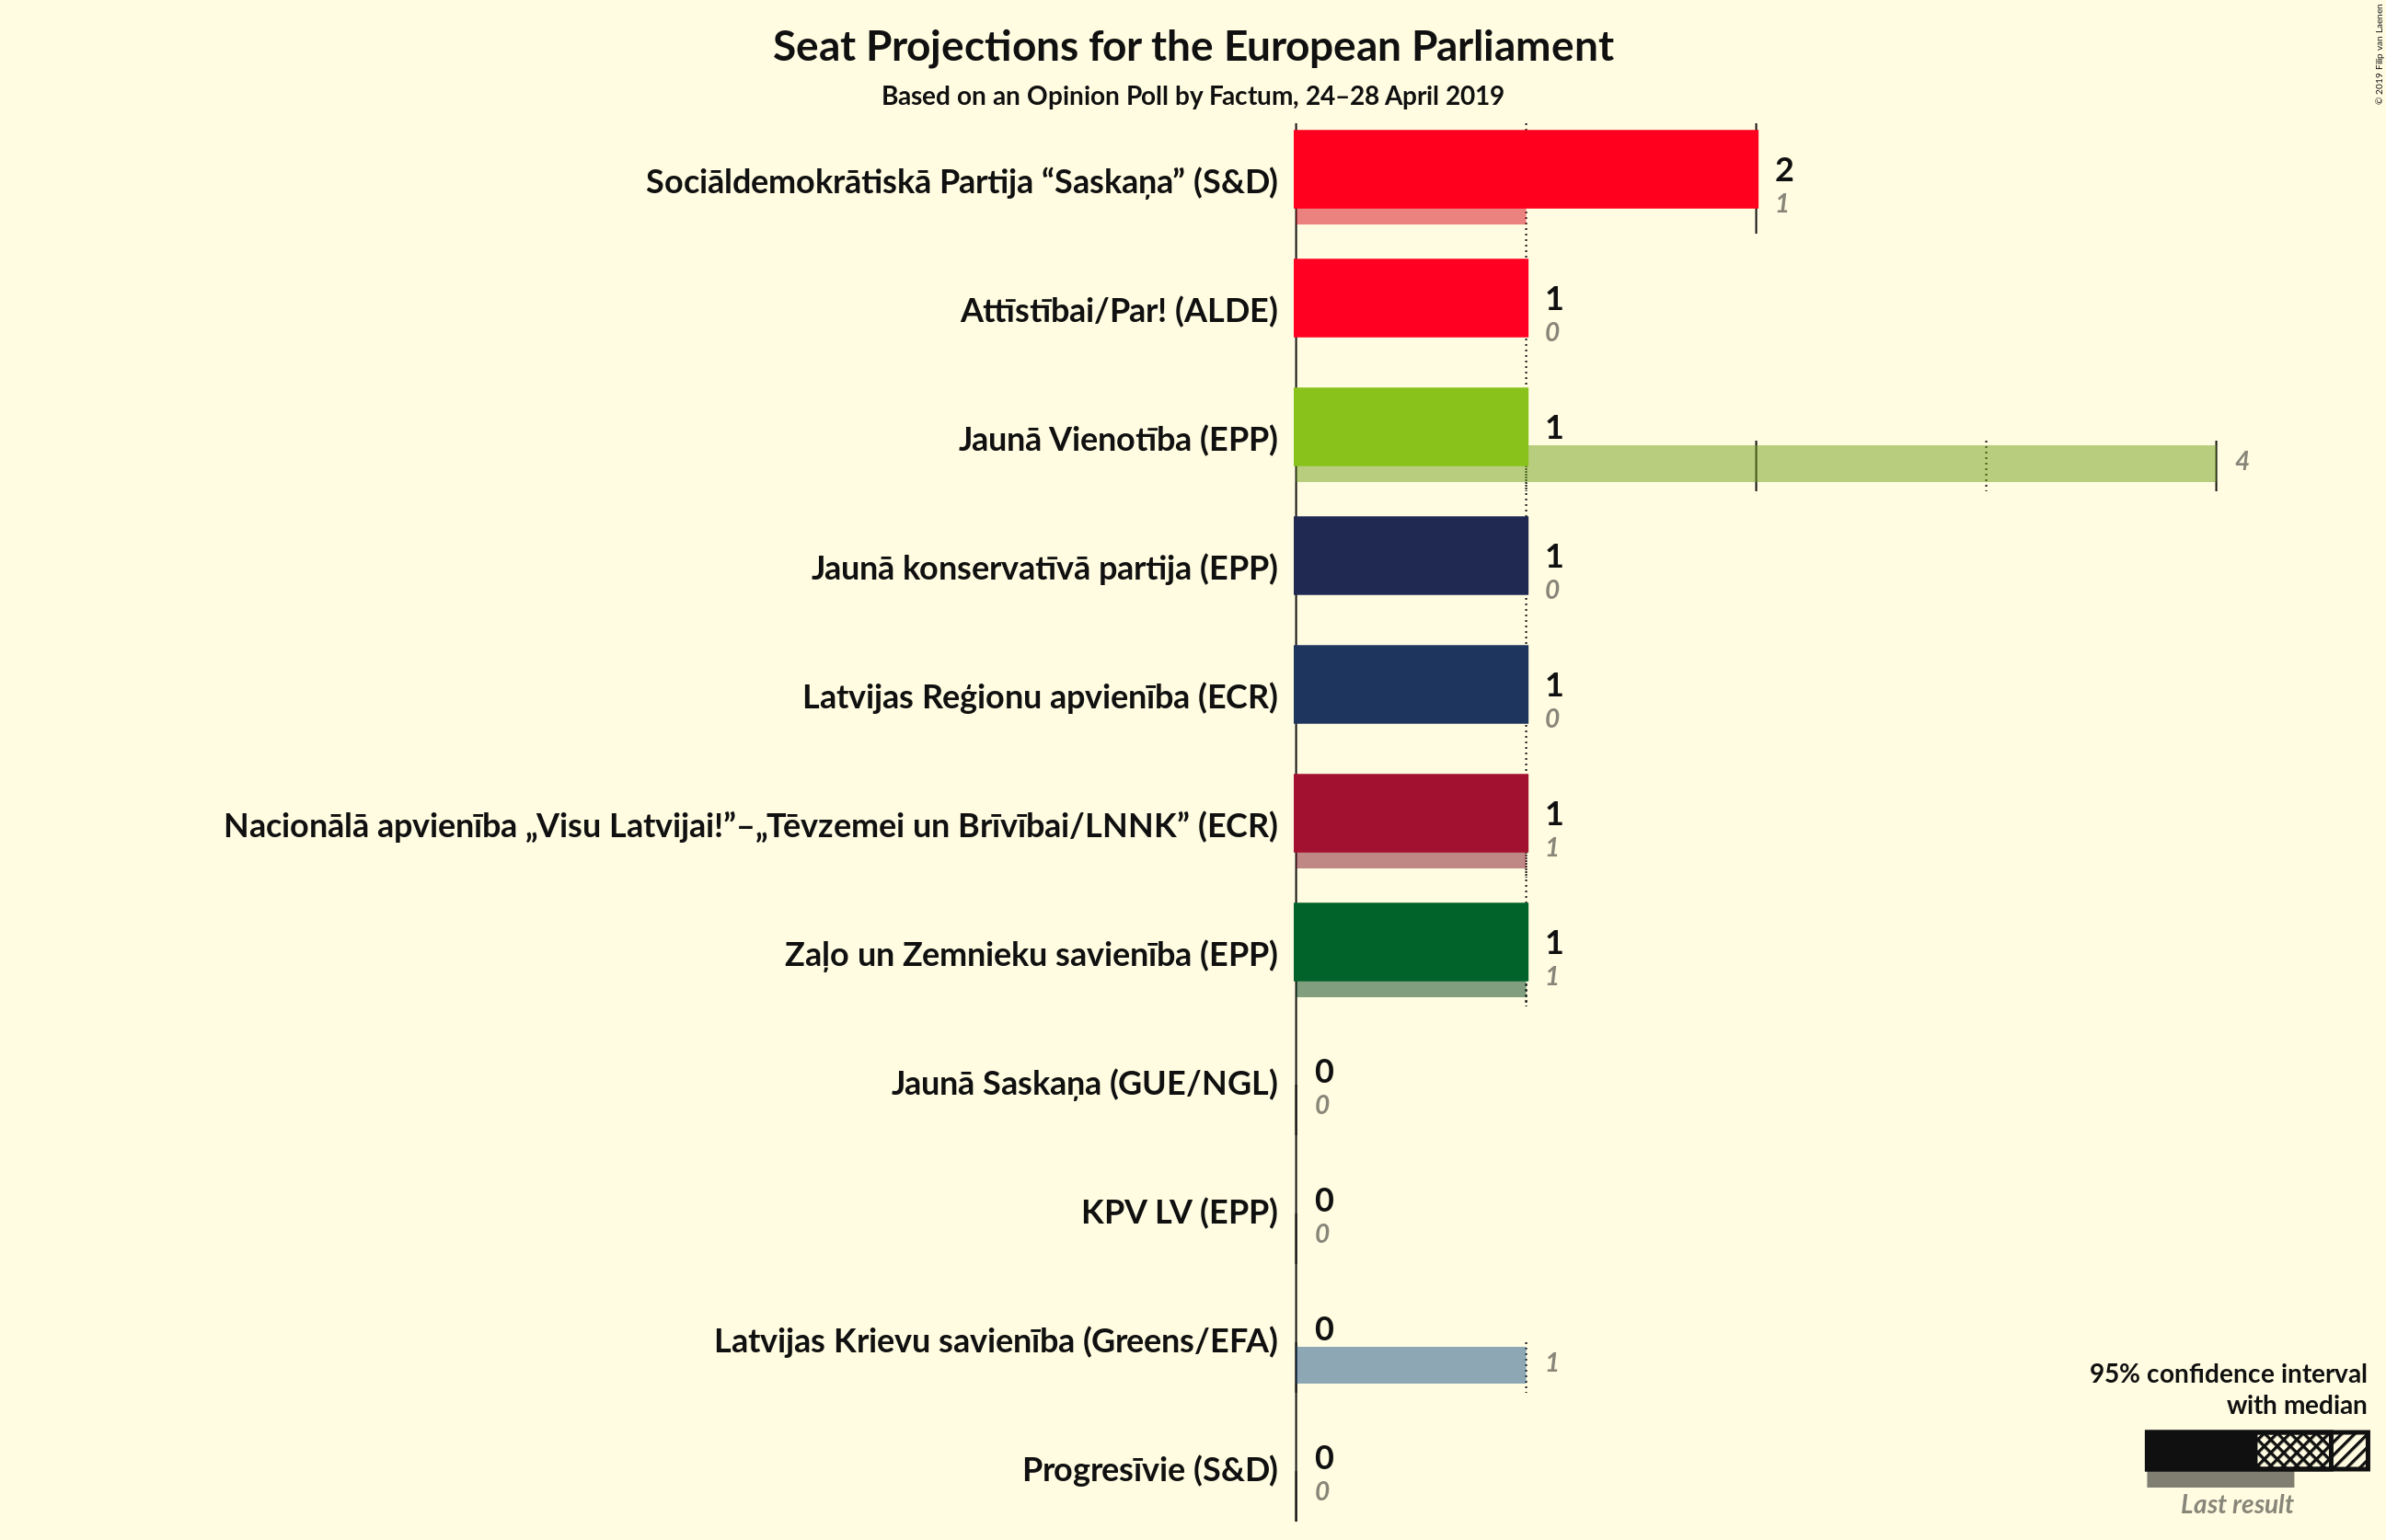 Seat Projections for the European Parliament
Based on an Opinion Poll by Factum, 24–28 April 2019
© 2019 Filip van Laenen
Sociāldemokrātiskā Partija “Saskaņa” (S&D)
2
1
Attīstībai/Par! (ALDE)
1
0
Jaunā Vienotība (EPP)
1
4
Jaunā konservatīvā partija (EPP)
1
0
Latvijas Reģionu apvienība (ECR)
1
0
Nacionālā apvienība „Visu Latvijai!”–„Tēvzemei un Brīvībai/LNNK” (ECR)
1
1
Zaļo un Zemnieku savienība (EPP)
1
1
Jaunā Saskaņa (GUE/NGL)
0
0
KPV LV (EPP)
0
0
Latvijas Krievu savienība (Greens/EFA)
0
1
Progresīvie (S&D)
0
0
95% confidence interval
with median
Last result